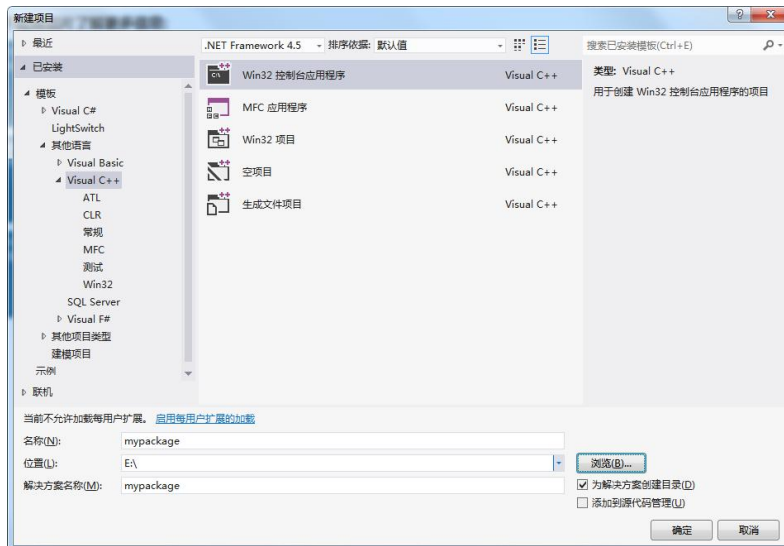 新建项目
最近
.NET Framework 4.5 排序依据: 默认值
搜索已安装模板(Ctrl+E)
已安装
模板
Visual C#
LightSwitch
其他语言
Visual Basic
Visual C++
ATL
CLR
常规
MFC
测试
Win32
SQL Server
Visual F#
其他项目类型
建模项目
示例
联机
Win32 控制台应用程序 Visual C++
MFC 应用程序 Visual C++
Win32 项目 Visual C++
空项目 Visual C++
生成文件项目 Visual C++
类型: Visual C++
用于创建 Win32 控制台应用程序的项目
当前不允许加载每用户扩展。 启用每用户扩展的加载
名称(N): mypackage
位置(L): E:\
浏览(B)...
解决方案名称(M): mypackage
为解决方案创建目录(D)
添加到源代码管理(U)
确定 取消